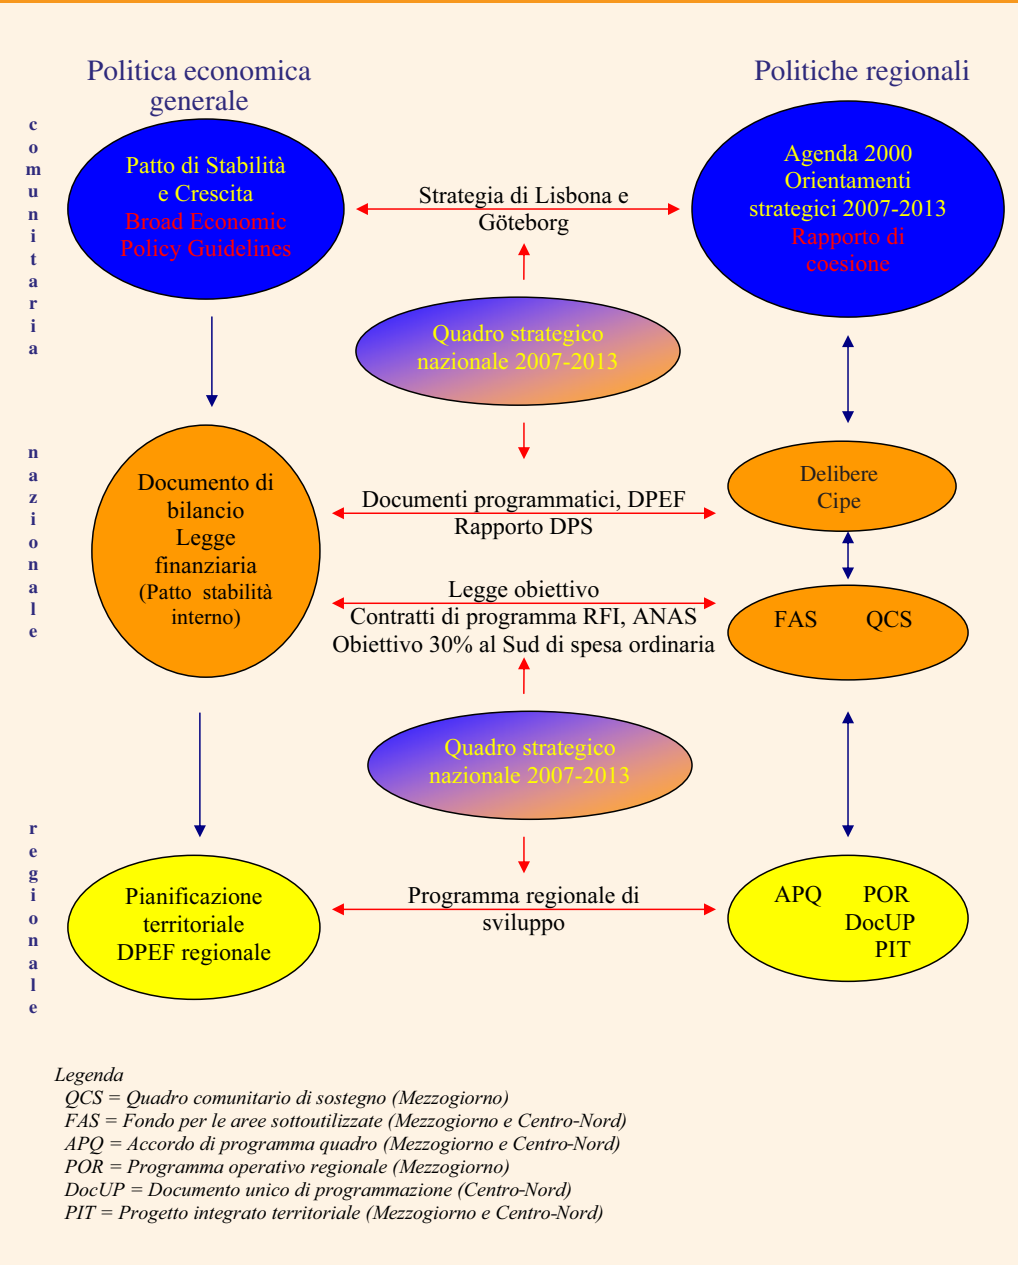 Politica economica
generale
Politiche regionali
comunitaria
Patto di Stabilità
e Crescita
Broad Economic
Policy Guidelines
Strategia di Lisbona e
Göteborg
Agenda 2000
Orientamenti
strategici 2007-2013
Rapporto di
coesione
Quadro strategico
nazionale 2007-2013
nazionale
Documento di
bilancio
Legge
finanziaria
(Patto stabilità
interno)
Documenti programmatici, DPEF
Rapporto DPS
Delibere
Cipe
Legge obiettivo
Contratti di programma RFI, ANAS
Obiettivo 30% al Sud di spesa ordinaria
FAS QCS
Quadro strategico
nazionale 2007-2013
regionale
Pianificazione
territoriale
DPEF regionale
Programma regionale di
sviluppo
APQ POR
DocUP
PIT
Legenda
QCS = Quadro comunitario di sostegno (Mezzogiorno)
FAS = Fondo per le aree sottoutilizzate (Mezzogiorno e Centro-Nord)
APQ = Accordo di programma quadro (Mezzogiorno e Centro-Nord)
POR = Programma operativo regionale (Mezzogiorno)
DocUP = Documento unico di programmazione (Centro-Nord)
PIT = Progetto integrato territoriale (Mezzogiorno e Centro-Nord)